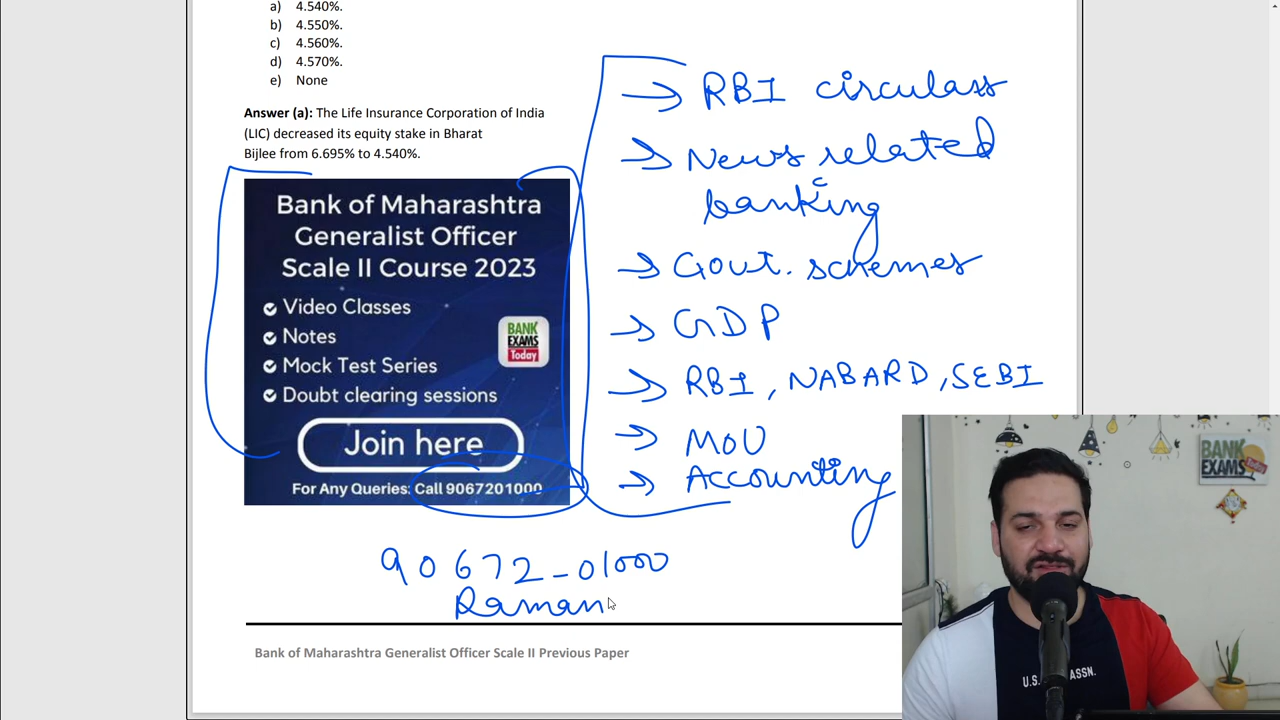 a) 4.540%.
b) 4.550%.
c) 4.560%.
d) 4.570%.
e) None
Answer (a): The Life Insurance Corporation of India
(LIC) decreased its equity stake in Bharat
Bijlee from 6.695% to 4.540%.
Bank of Maharashtra
Generalist Officer
Scale II Course 2023
Video Classes
Notes
Mock Test Series
Doubt clearing sessions
BANK
EXAMS
Today
Join here
For Any Queries: Call 9067201000
→ RBI circulars
→ News related
banking
→ Govt. schemes
→ GDP
→ RBI, NABARD, SEBI
→ MoU
→ Accounting
90672-01000
Raman
Bank of Maharashtra Generalist Officer Scale II Previous Paper
BANK
EXAMS
Today
U.S. ASSN.